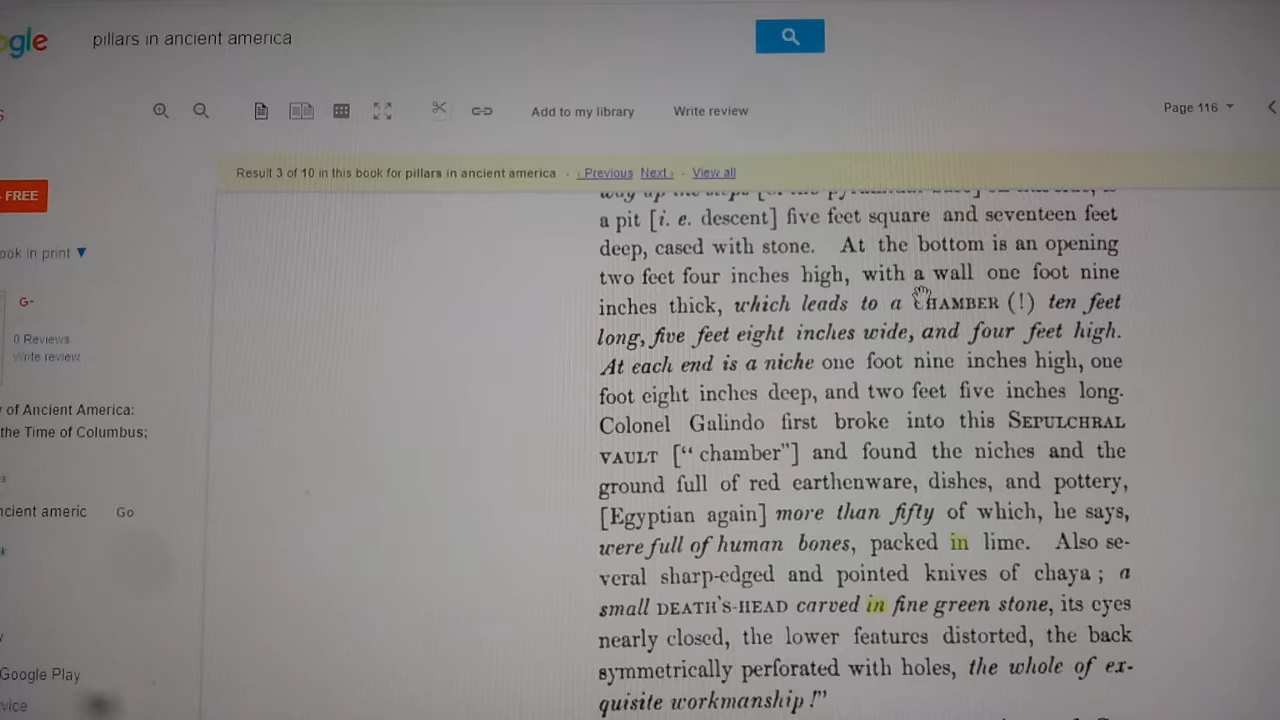 gle
pillars in ancient america
Add to my library
Write review
Page 116
Result 3 of 10 in this book for pillars in ancient america - ‹ Previous Next › - View all
FREE
ook in print
G+
0 Reviews
Write review
y of Ancient America:
the Time of Columbus;
ncient americ Go
Google Play
vice
a pit [i. e. descent] five feet square and seventeen feet
deep, cased with stone. At the bottom is an opening
two feet four inches high, with a wall one foot nine
inches thick, which leads to a CHAMBER (!) ten feet
long, five feet eight inches wide, and four feet high.
At each end is a niche one foot nine inches high, one
foot eight inches deep, and two feet five inches long.
Colonel Galindo first broke into this SEPULCHRAL
VAULT [“ chamber”] and found the niches and the
ground full of red earthenware, dishes, and pottery,
[Egyptian again] more than fifty of which, he says,
were full of human bones, packed in lime. Also se-
veral sharp-edged and pointed knives of chaya ; a
small DEATH'S-HEAD carved in fine green stone, its eyes
nearly closed, the lower features distorted, the back
symmetrically perforated with holes, the whole of ex-
quisite workmanship !”